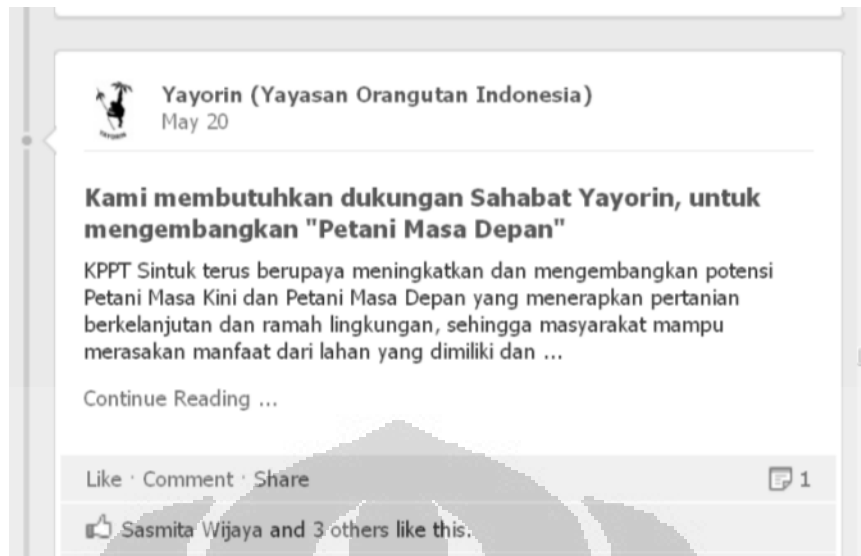 Yayorin (Yayasan Orangutan Indonesia)
May 20
YAYORIN
Kami membutuhkan dukungan Sahabat Yayorin, untuk
mengembangkan "Petani Masa Depan"
KPPT Sintuk terus berupaya meningkatkan dan mengembangkan potensi
Petani Masa Kini dan Petani Masa Depan yang menerapkan pertanian
berkelanjutan dan ramah lingkungan, sehingga masyarakat mampu
merasakan manfaat dari lahan yang dimiliki dan ...
Continue Reading ...
Like · Comment · Share 1
Sasmita Wijaya and 3 others like this.